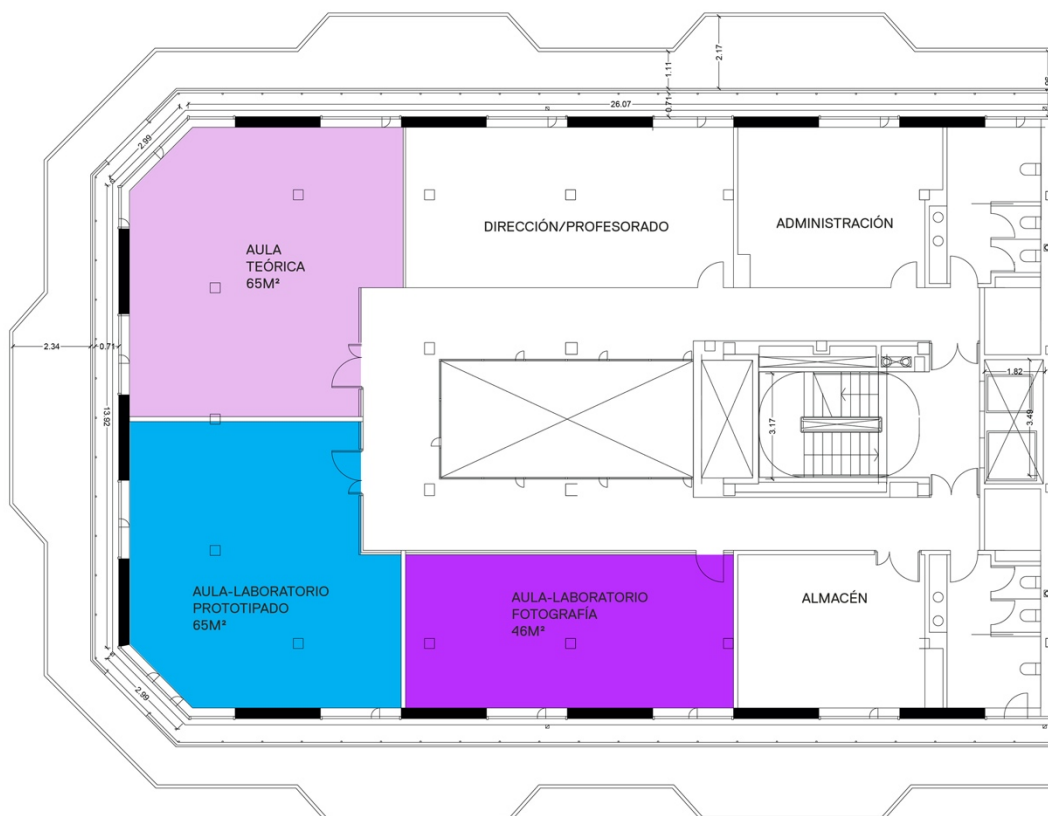 2.17
1.11
0.71
26.07
2.99
DIRECCIÓN/PROFESORADO
ADMINISTRACIÓN
AULA
TEÓRICA
65M²
2.34
0.71
13.92
1.82
3.49
3.17
AULA-LABORATORIO
PROTOTIPADO
65M²
AULA-LABORATORIO
FOTOGRAFÍA
46M²
ALMACÉN
2.99